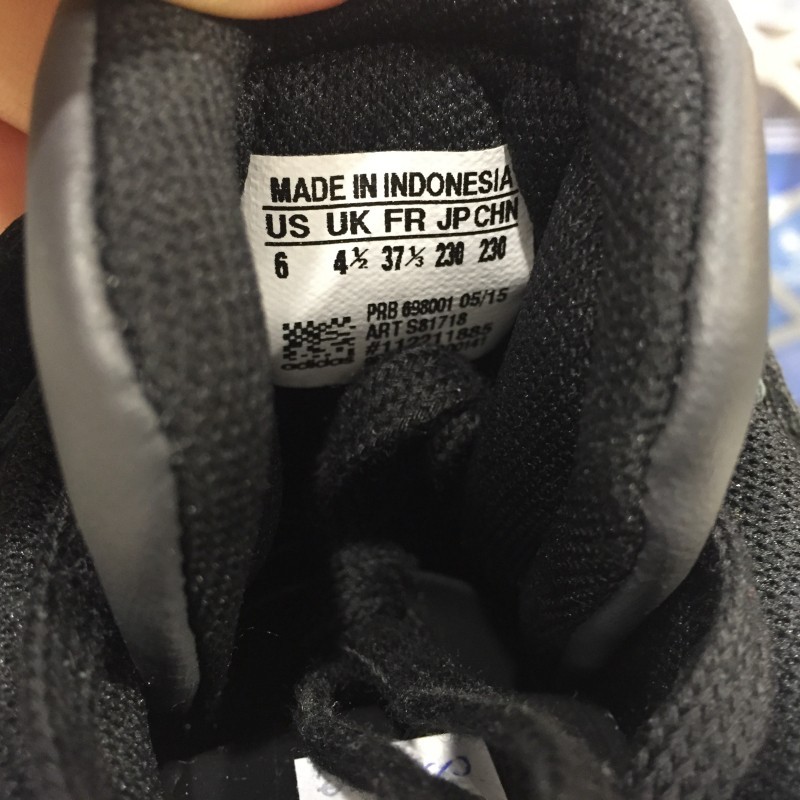 MADE IN INDONESIA
US UK FR JP CHN
6 4½ 37⅓ 230 230
PRB 698001 05/15
ART S81718
#112211885
adidas